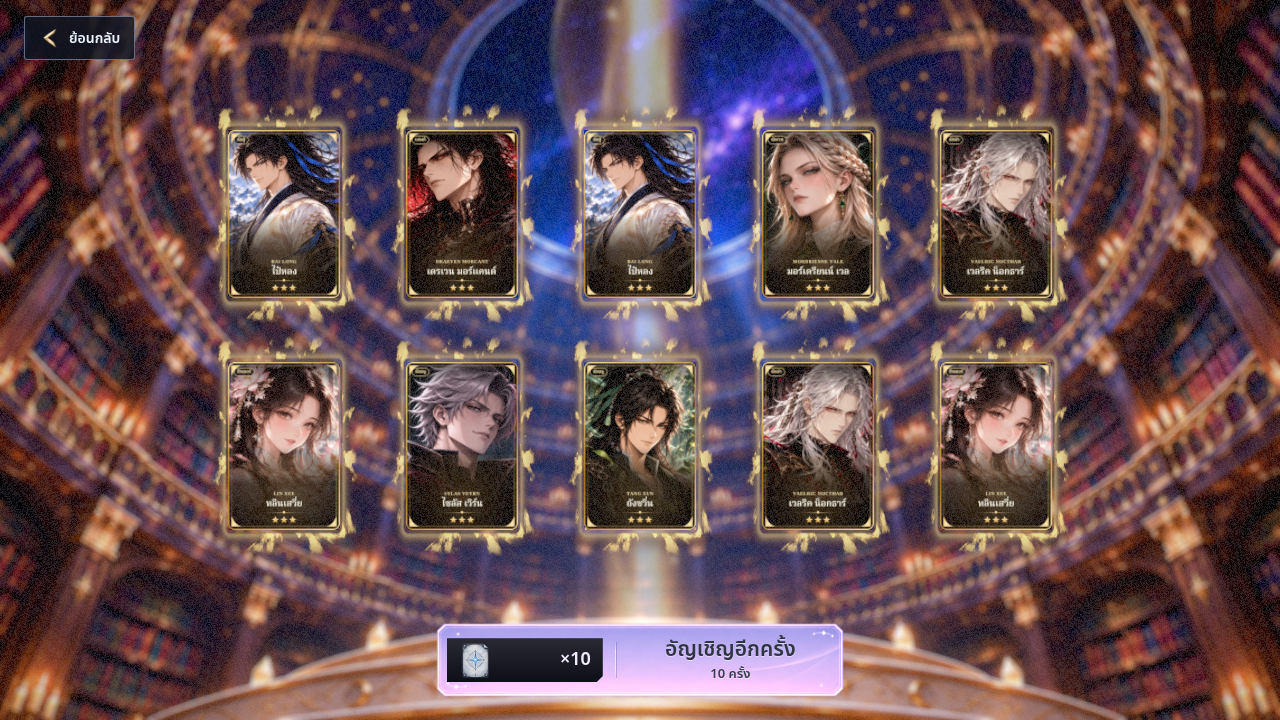 ย้อนกลับ
BAI LONG
ไป๋หลง
DRAEVEN MORCANT
เดรเวน มอร์แคนต์
BAI LONG
ไป๋หลง
มอร์เดรียนน์ เวล
VAELRIC NOCTHAR
เวลริค น็อกธาร์
LIN XUE
หลินเสวี่ย
SYLAS VEYRN
ไซลัส เวิร์น
TANG XUN
ถังซวิ่น
VAELRIC NOCTHAR
เวลริค น็อกธาร์
LIN XUE
หลินเสวี่ย
×10
อัญเชิญอีกครั้ง
10 ครั้ง